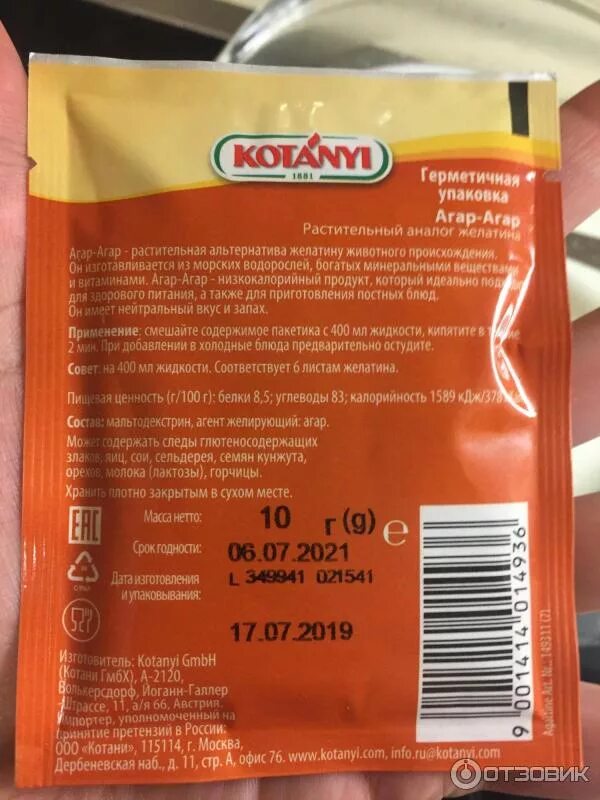 KOTÁNYI
1881
Герметичная
упаковка
Агар-Агар
Растительный аналог желатина
Агар-Агар - растительная альтернатива желатину животного происхождения.
Он изготавливается из морских водорослей, богатых минеральными веществами
и витаминами. Агар-Агар - низкокалорийный продукт, который идеально
для здорового питания, а также для приготовления постных блюд.
Он имеет нейтральный вкус и запах.
Применение: смешайте содержимое пакетика с 400 мл жидкости, кипятите в
2 мин. При добавлении в холодные блюда предварительно остудите.
Совет: на 400 мл жидкости. Соответствует 6 листам желатина.
Пищевая ценность (г/100 г): белки 8,5; углеводы 83; калорийность 1589 кДж/378
Состав: мальтодекстрин, агент желирующий: агар.
Может содержать следы глютеносодержащих
злаков, яиц, сои, сельдерея, семян кунжута,
орехов, молока (лактозы), горчицы.
Хранить плотно закрытым в сухом месте.
EAC
Масса нетто: 10 г (g) e
Срок годности: 06.07.2021
Дата изготовления
и упаковывания:
L 349941 021541
17.07.2019
Изготовитель: Kotanyi GmbH
(Котани ГмбХ), А-2120,
Волькерсдорф, Йоганн-Галлер
-Штрассе, 11, а/я 66, Австрия.
Импортер, уполномоченный на
принятие претензий в России:
ООО «Котани», 115114, г. Москва,
Дербеневская наб., д. 11, стр. А, офис 76. www.kotanyi.com, info.ru@kotanyi.com
9 001414 014936
Agartine Art. Nr.: 149311 (7)
ОТЗОВИК